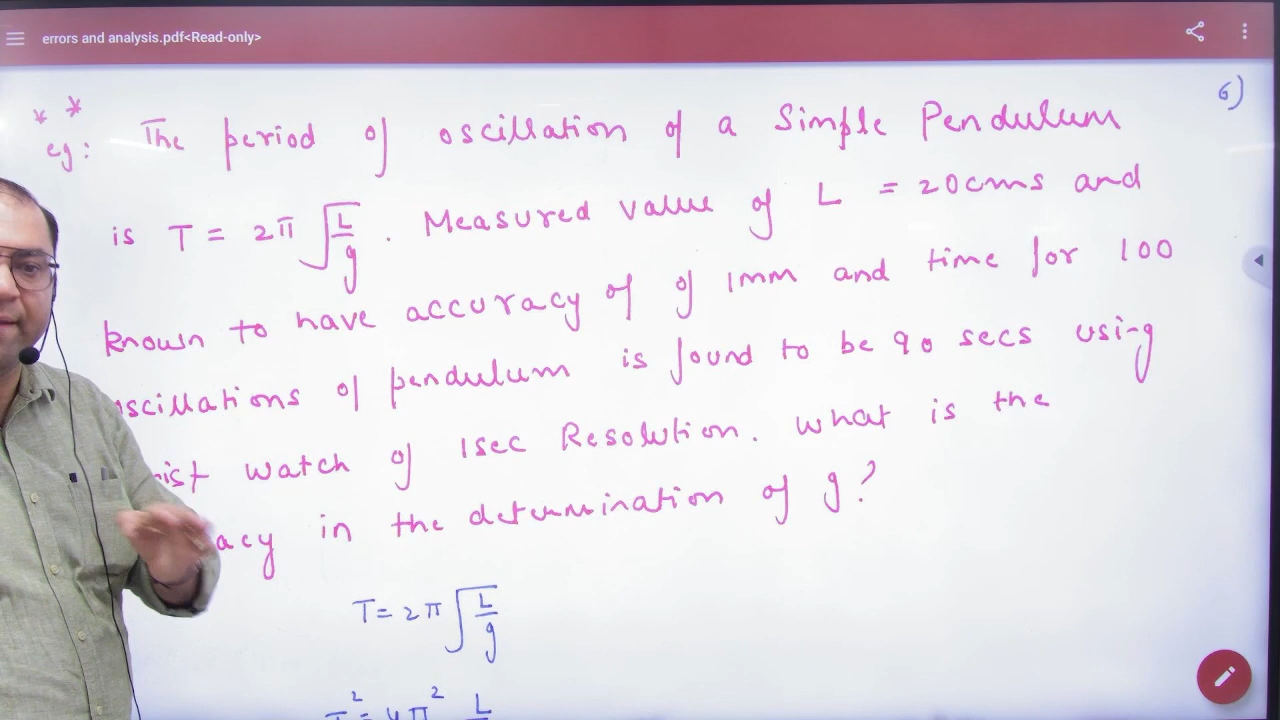 errors and analysis.pdf<Read-only>
6)
* *
eg: The period of oscillation of a Simple Pendulum
is T = 2π √L/g . Measured value of L = 20cms and
known to have accuracy of of 1mm and time for 100
oscillations of pendulum is found to be 90 secs using
watch of 1sec Resolution. what is the
in the determination of g?
T = 2π √L/g
T² = 4π² L